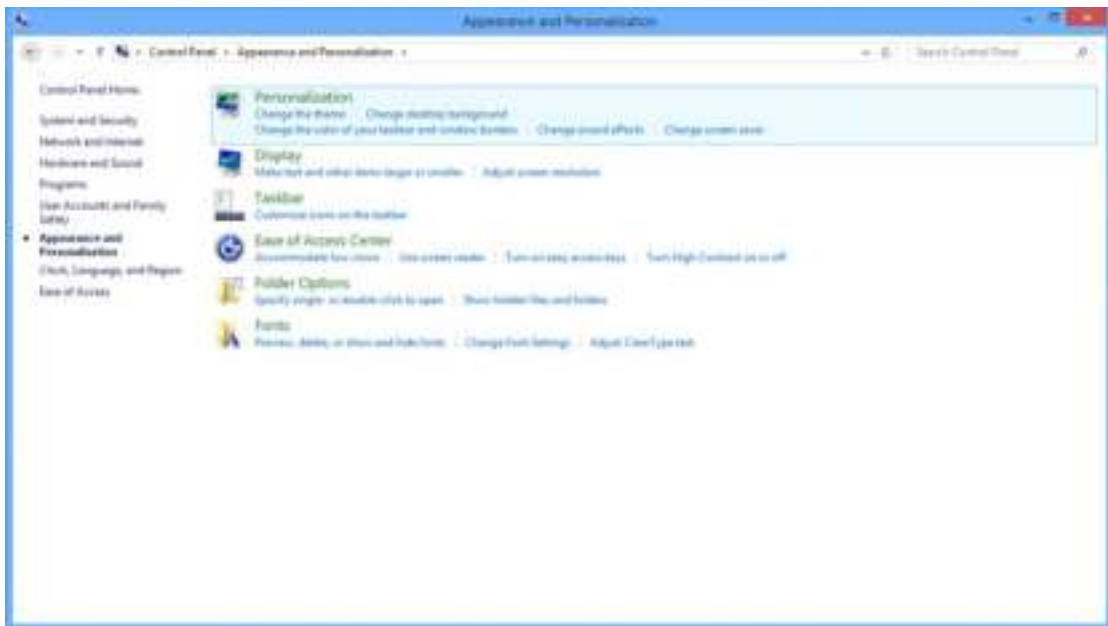 Appearance and Personalization
Control Panel Appearance and Personalization
Search Control Panel
Control Panel Home
System and Security
Network and Internet
Hardware and Sound
Programs
User Accounts and Family
Safety
Appearance and
Personalization
Clock, Language, and Region
Ease of Access
Personalization
Change the theme Change desktop background
Change the color of your taskbar and window borders Change sound effects Change screen saver
Display
Make text and other items larger or smaller Adjust screen resolution
Taskbar
Customize icons on the taskbar
Ease of Access Center
Accommodate low vision Use screen reader Turn on easy access keys Turn High Contrast on or off
Folder Options
Specify single- or double-click to open Show hidden files and folders
Fonts
Preview, delete, or show and hide fonts Change Font Settings Adjust ClearType text